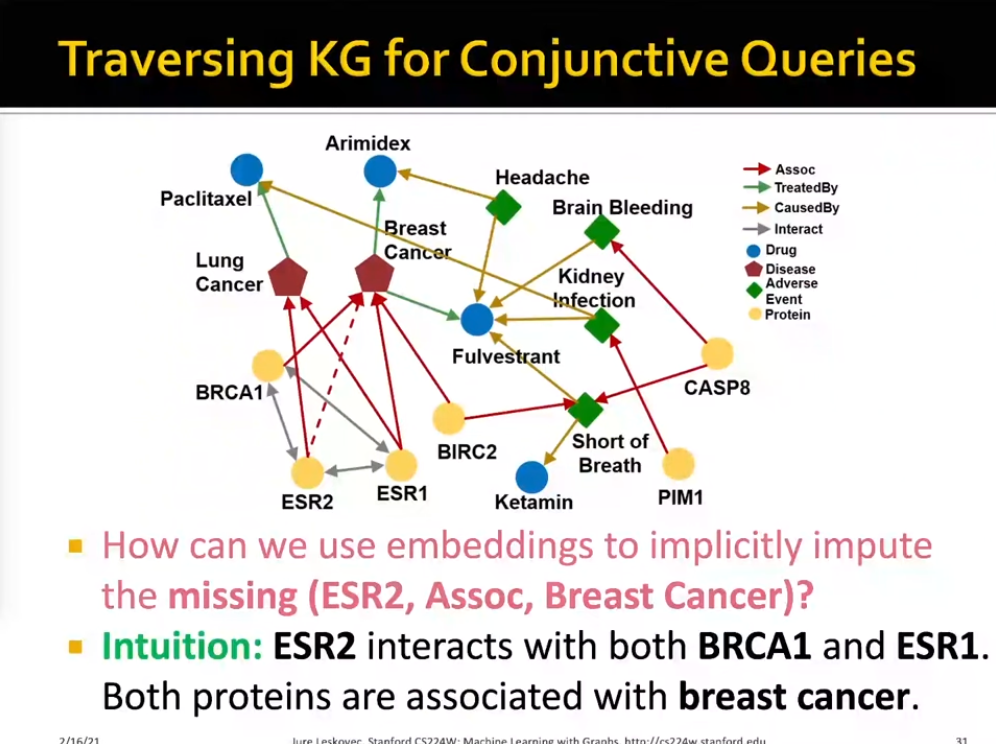 Traversing KG for Conjunctive Queries
Arimidex
Paclitaxel
Headache
Brain Bleeding
Breast
Cancer
Lung
Cancer
Kidney
Infection
Fulvestrant
BRCA1
CASP8
BIRC2
Short of
Breath
ESR2
ESR1
Ketamin
PIM1
Assoc
TreatedBy
CausedBy
Interact
Drug
Disease
Adverse
Event
Protein
How can we use embeddings to implicitly impute
the missing (ESR2, Assoc, Breast Cancer)?
Intuition: ESR2 interacts with both BRCA1 and ESR1.
Both proteins are associated with breast cancer.
2/16/21
Jure Leskovec, Stanford CS224W: Machine Learning with Graphs, http://cs224w.stanford.edu
31